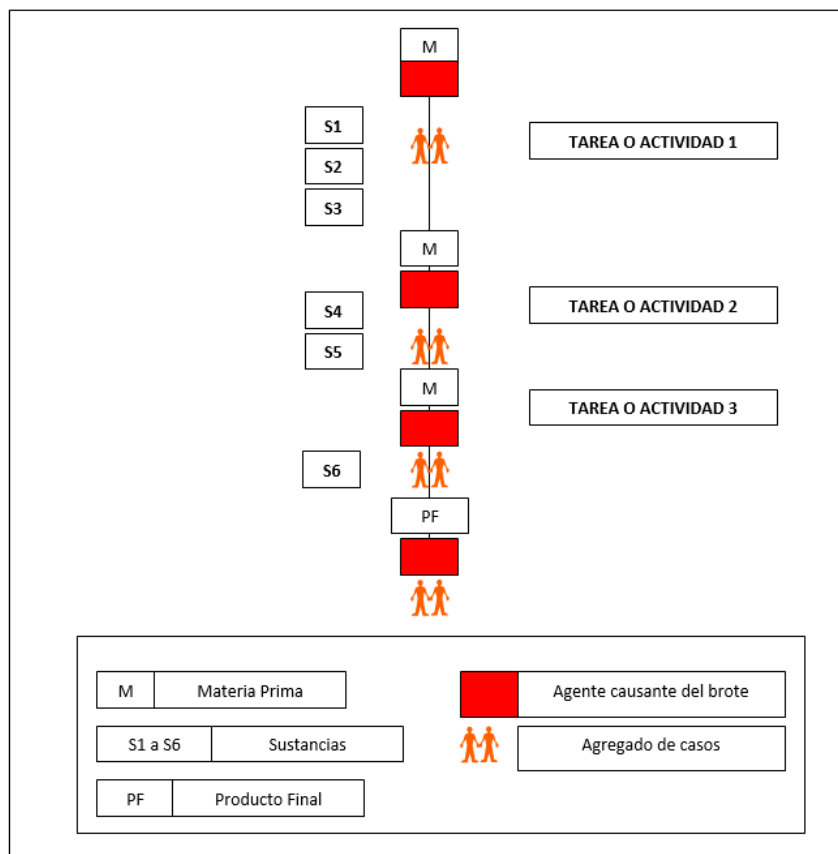 M
S1
TAREA O ACTIVIDAD 1
S2
S3
M
S4
TAREA O ACTIVIDAD 2
S5
M
TAREA O ACTIVIDAD 3
S6
PF
M Materia Prima
Agente causante del brote
S1 a S6 Sustancias
Agregado de casos
PF Producto Final